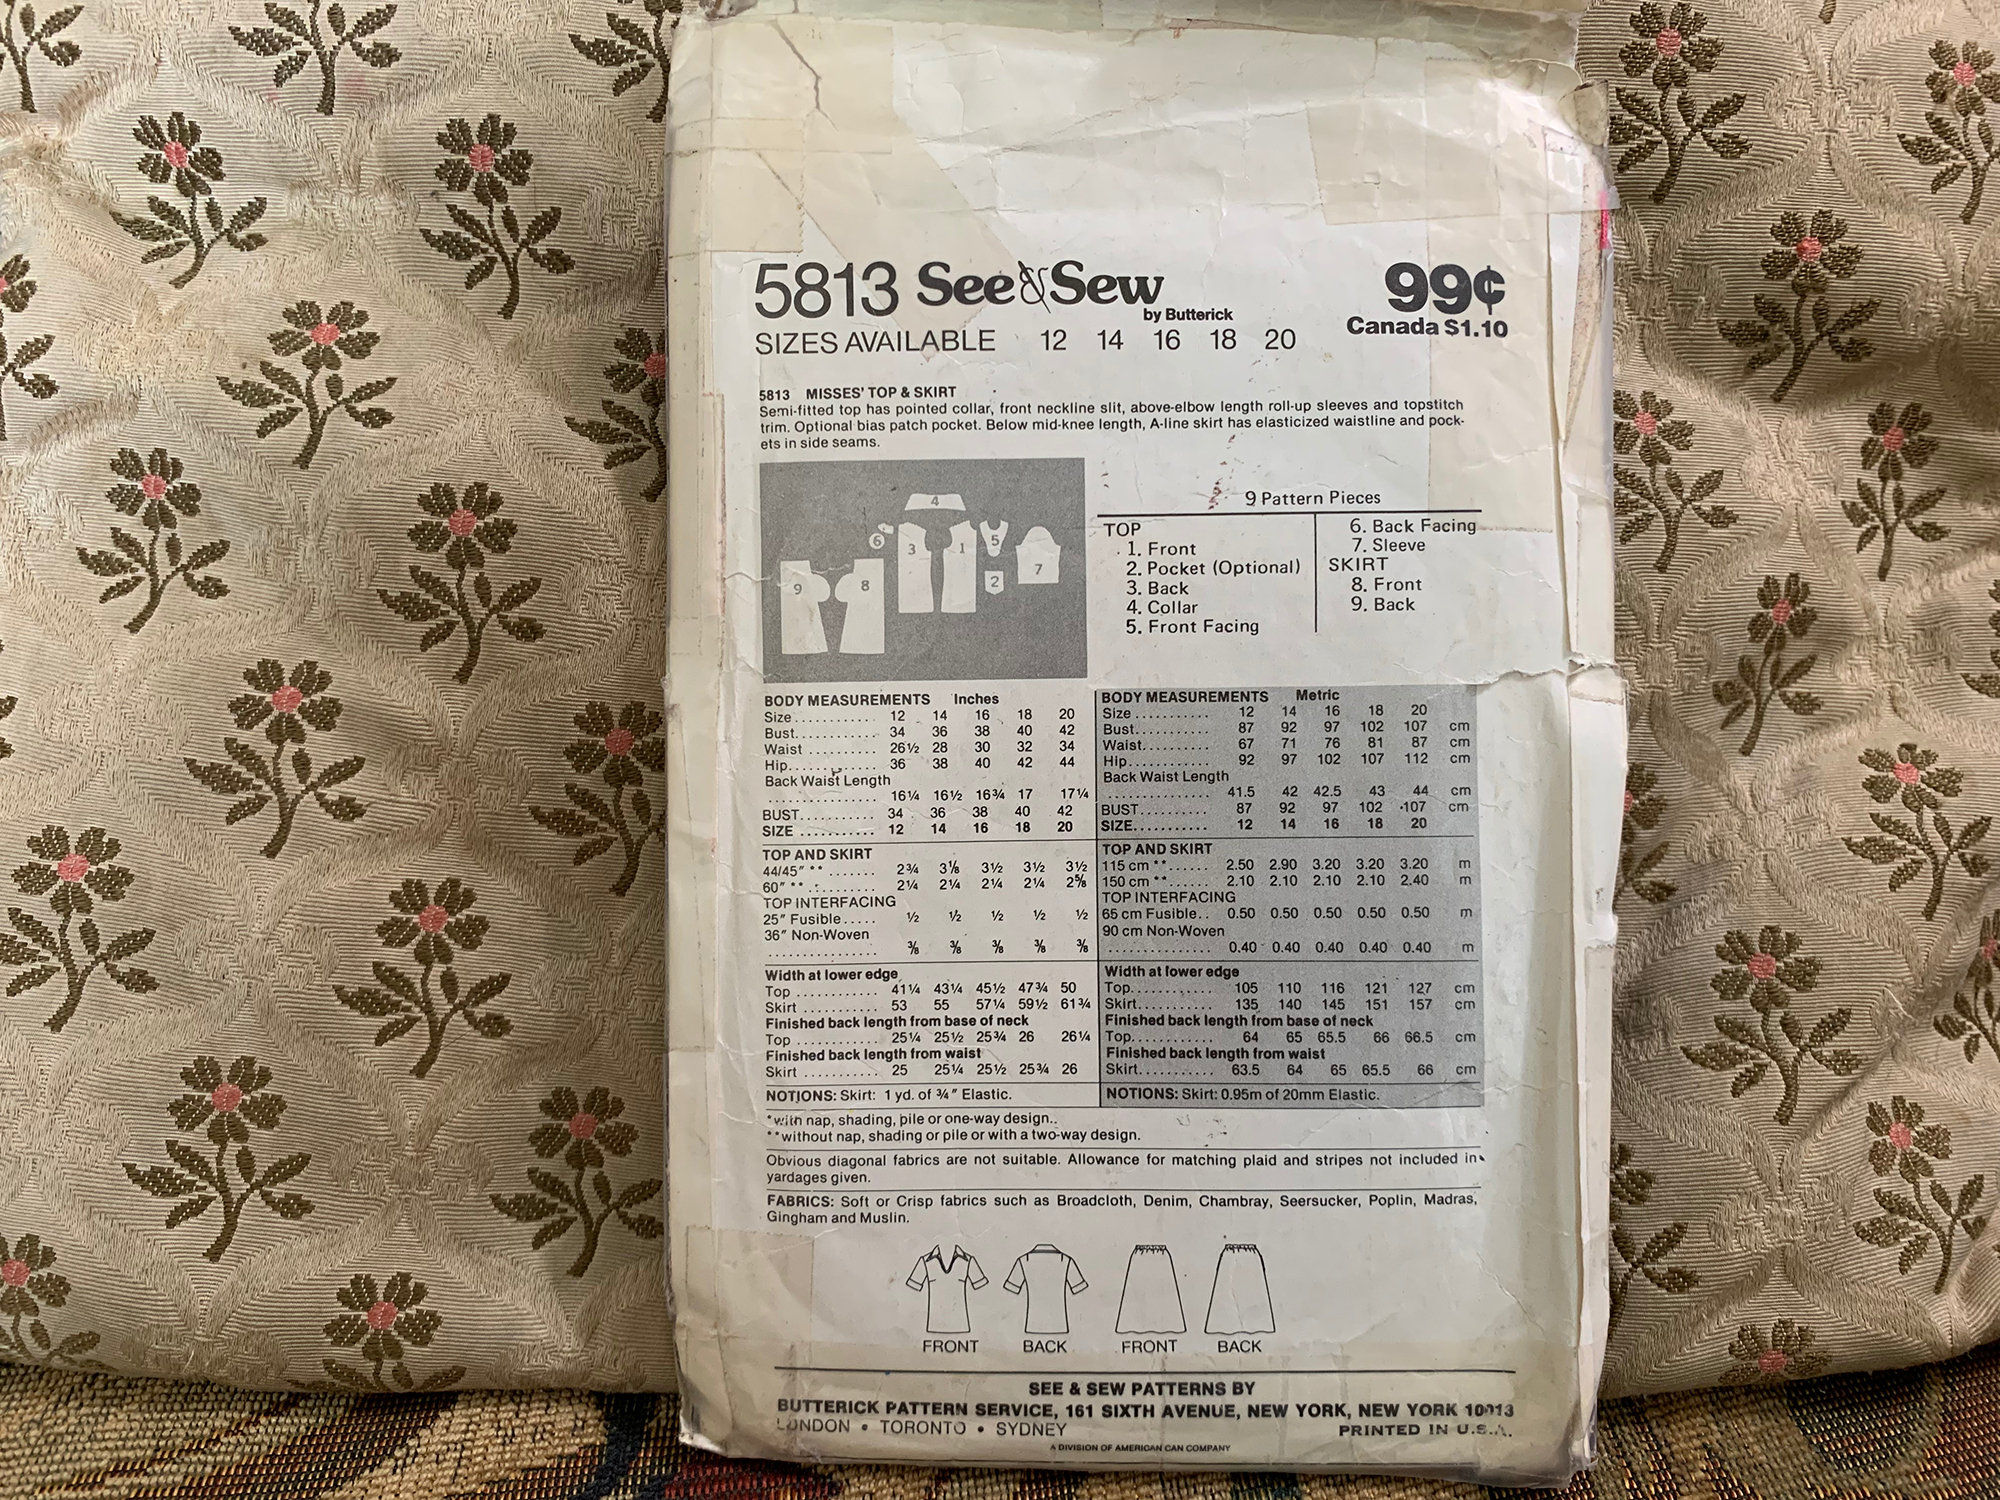 5813 See & Sew
by Butterick
99¢
Canada $1.10
SIZES AVAILABLE 12 14 16 18 20
5813 MISSES' TOP & SKIRT
Semi-fitted top has pointed collar, front neckline slit, above-elbow length roll-up sleeves and topstitch
trim. Optional bias patch pocket. Below mid-knee length, A-line skirt has elasticized waistline and pock-
ets in side seams.
4
6
3
1
5
2
7
9
8
9 Pattern Pieces
TOP
1. Front
2. Pocket (Optional)
3. Back
4. Collar
5. Front Facing
6. Back Facing
7. Sleeve
SKIRT
8. Front
9. Back
BODY MEASUREMENTS Inches
Size ............ 12 14 16 18 20
Bust............ 34 36 38 40 42
Waist .......... 26½ 28 30 32 34
Hip............. 36 38 40 42 44
Back Waist Length
................ 16¼ 16½ 16¾ 17 17¼
BUST........... 34 36 38 40 42
SIZE ........... 12 14 16 18 20
TOP AND SKIRT
44/45" ** ....... 2¾ 3⅛ 3½ 3½ 3½
60" ** .......... 2¼ 2¼ 2¼ 2¼ 2⅝
TOP INTERFACING
25" Fusible..... ½ ½ ½ ½ ½
36" Non-Woven
................ ⅜ ⅜ ⅜ ⅜ ⅜
Width at lower edge
Top ............ 41¼ 43¼ 45½ 47¾ 50
Skirt ........... 53 55 57¼ 59½ 61¾
Finished back length from base of neck
Top ............ 25¼ 25½ 25¾ 26 26¼
Finished back length from waist
Skirt ........... 25 25¼ 25½ 25¾ 26
NOTIONS: Skirt: 1 yd. of ¾" Elastic.
BODY MEASUREMENTS Metric
Size ........... 12 14 16 18 20
Bust............ 87 92 97 102 107 cm
Waist.......... 67 71 76 81 87 cm
Hip............ 92 97 102 107 112 cm
Back Waist Length
............... 41.5 42 42.5 43 44 cm
BUST.......... 87 92 97 102 107 cm
SIZE........... 12 14 16 18 20
TOP AND SKIRT
115 cm ** ...... 2.50 2.90 3.20 3.20 3.20 m
150 cm ** ...... 2.10 2.10 2.10 2.10 2.40 m
TOP INTERFACING
65 cm Fusible.. 0.50 0.50 0.50 0.50 0.50 m
90 cm Non-Woven
............... 0.40 0.40 0.40 0.40 0.40 m
Width at lower edge
Top............ 105 110 116 121 127 cm
Skirt........... 135 140 145 151 157 cm
Finished back length from base of neck
Top............ 64 65 65.5 66 66.5 cm
Finished back length from waist
Skirt........... 63.5 64 65 65.5 66 cm
NOTIONS: Skirt: 0.95m of 20mm Elastic.
*with nap, shading, pile or one-way design..
**without nap, shading or pile or with a two-way design.
Obvious diagonal fabrics are not suitable. Allowance for matching plaid and stripes not included in
yardages given.
FABRICS: Soft or Crisp fabrics such as Broadcloth, Denim, Chambray, Seersucker, Poplin, Madras,
Gingham and Muslin.
FRONT BACK FRONT BACK
SEE & SEW PATTERNS BY
BUTTERICK PATTERN SERVICE, 161 SIXTH AVENUE, NEW YORK, NEW YORK 10013
LONDON • TORONTO • SYDNEY
PRINTED IN U.S.A.
A DIVISION OF AMERICAN CAN COMPANY